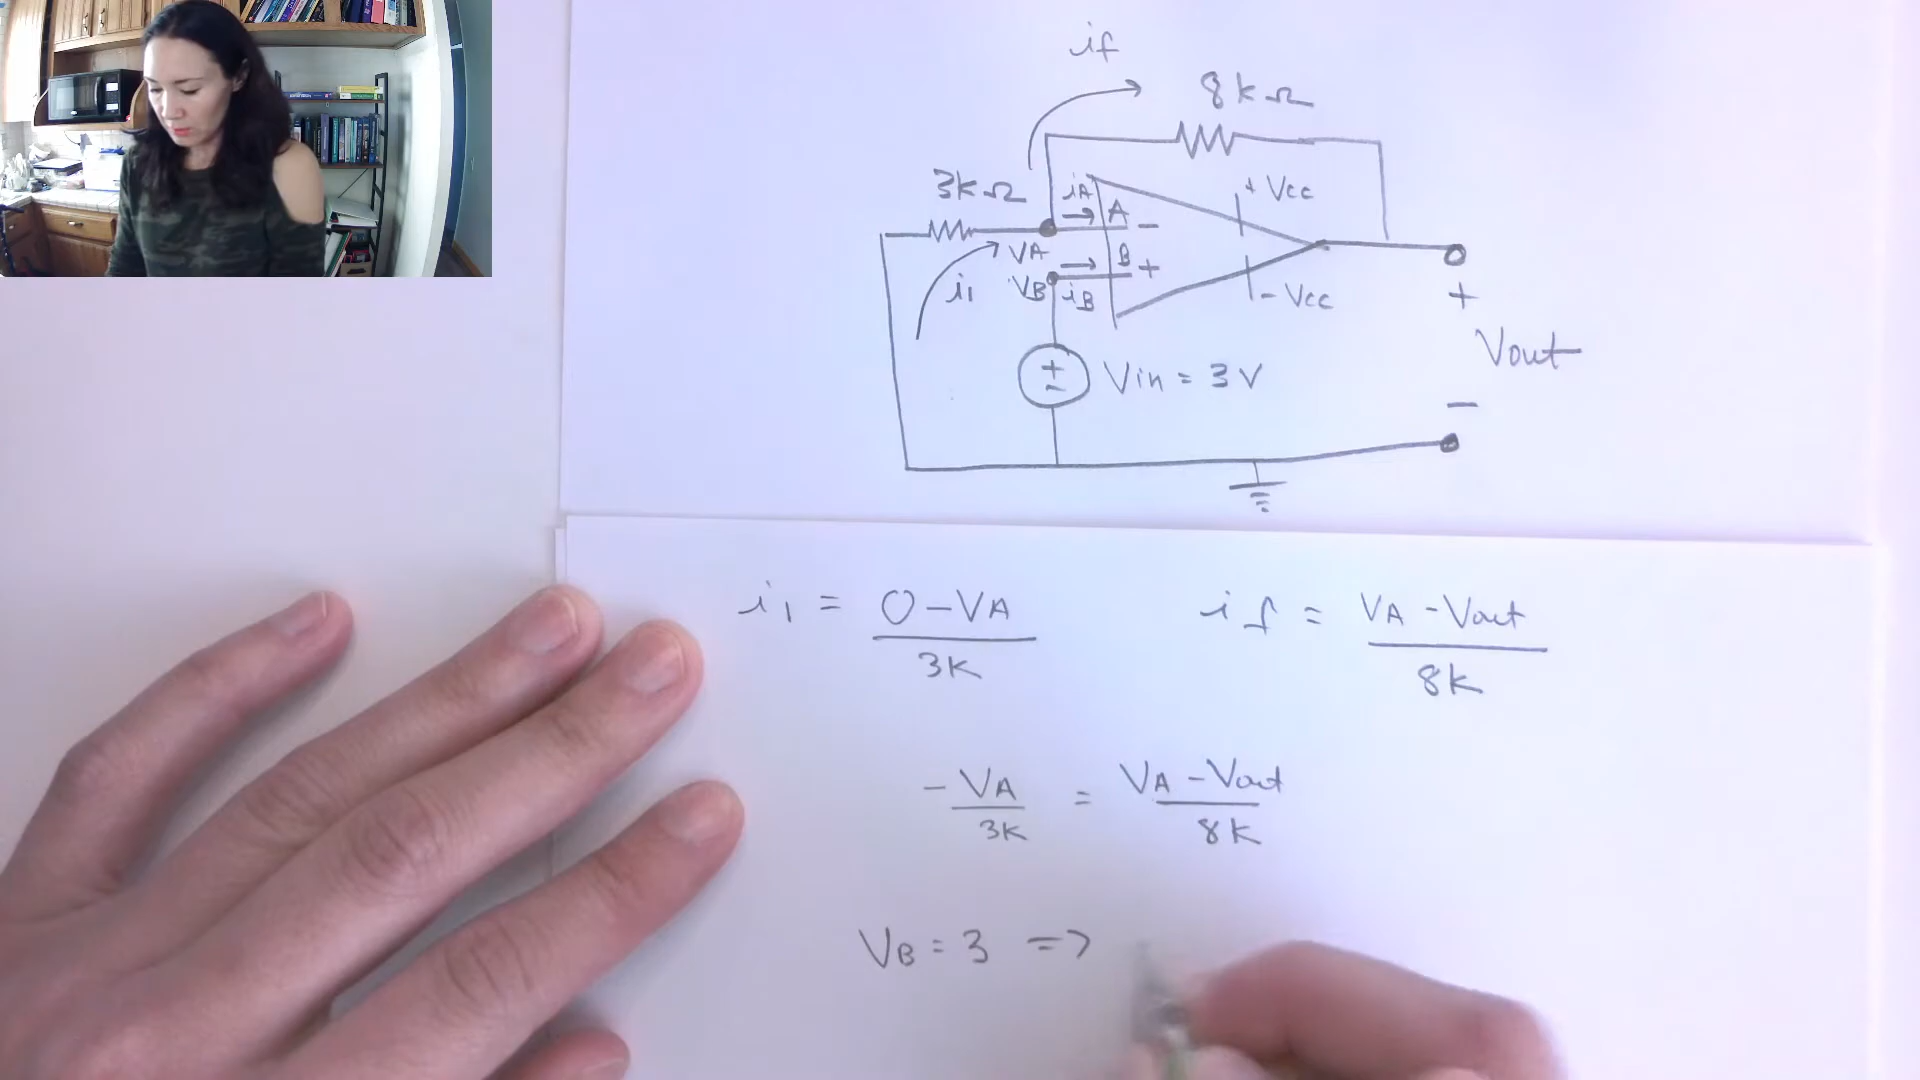 if
8kΩ
3kΩ
iA
+ Vcc
A
−
VA
B
+
i1
VB
iB
- Vcc
+
Vout
−
+
−
Vin = 3V
i1 = 0 - VA / 3K
if = VA - Vout / 8K
- VA / 3K = VA - Vout / 8K
VB = 3 =>